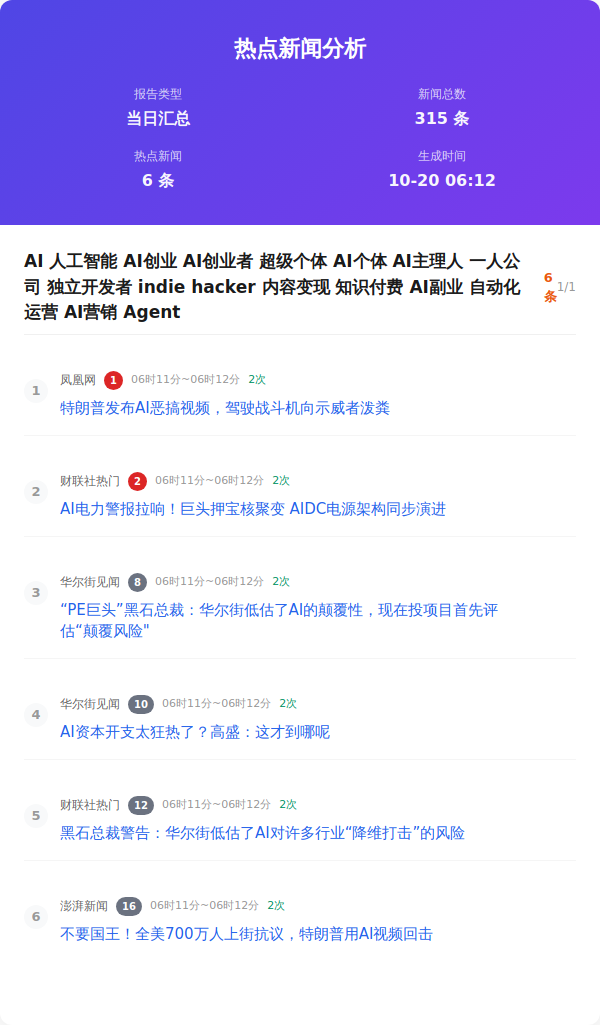 热点新闻分析
报告类型
新闻总数
当日汇总
315 条
热点新闻
生成时间
6 条
10-20 06:12
AI 人工智能 AI创业 AI创业者 超级个体 AI个体 AI主理人 一人公
司 独立开发者 indie hacker 内容变现 知识付费 AI副业 自动化
运营 AI营销 Agent
6
条
1/1
1
凤凰网 1 06时11分~06时12分 2次
特朗普发布AI恶搞视频，驾驶战斗机向示威者泼粪
2
财联社热门 2 06时11分~06时12分 2次
AI电力警报拉响！巨头押宝核聚变 AIDC电源架构同步演进
3
华尔街见闻 8 06时11分~06时12分 2次
“PE巨头”黑石总裁：华尔街低估了AI的颠覆性，现在投项目首先评
估“颠覆风险"
4
华尔街见闻 10 06时11分~06时12分 2次
AI资本开支太狂热了？高盛：这才到哪呢
5
财联社热门 12 06时11分~06时12分 2次
黑石总裁警告：华尔街低估了AI对许多行业“降维打击”的风险
6
澎湃新闻 16 06时11分~06时12分 2次
不要国王！全美700万人上街抗议，特朗普用AI视频回击